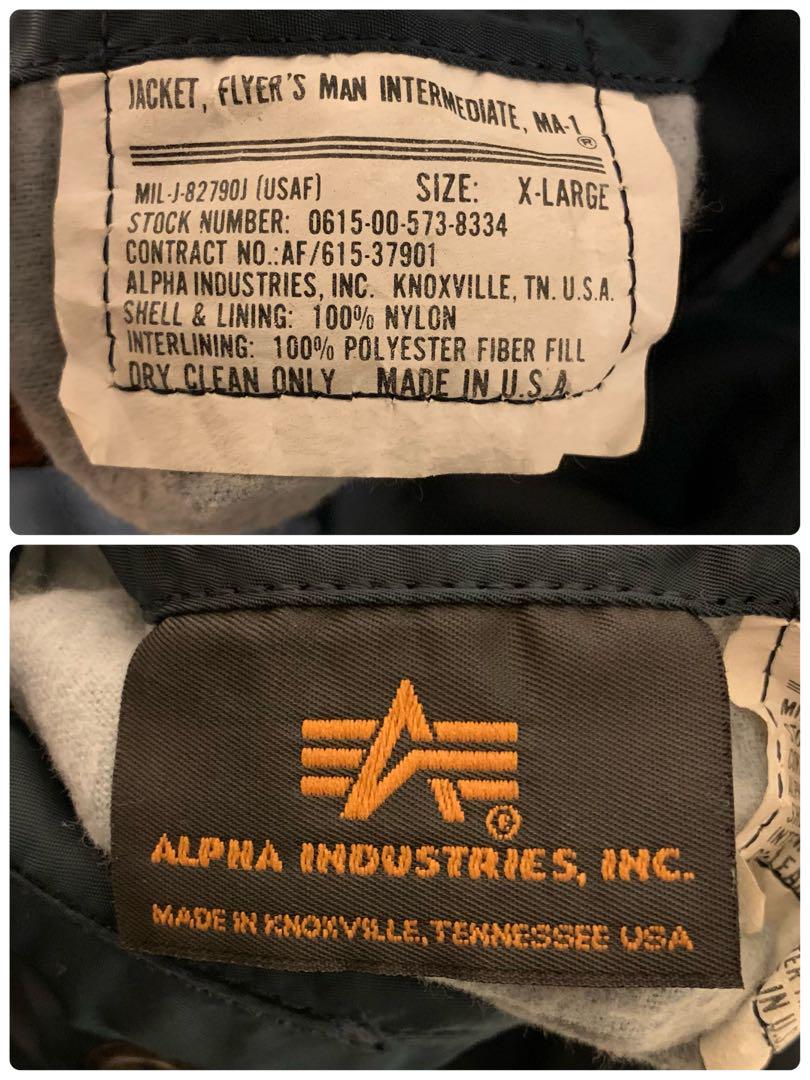 JACKET, FLYER'S MAN INTERMEDIATE, MA-1®
MIL-J-82790J (USAF) SIZE: X-LARGE
STOCK NUMBER: 0615-00-573-8334
CONTRACT NO.:AF/615-37901
ALPHA INDUSTRIES, INC. KNOXVILLE, TN. U.S.A.
SHELL & LINING: 100% NYLON
INTERLINING: 100% POLYESTER FIBER FILL
DRY CLEAN ONLY MADE IN U.S.A.
ALPHA INDUSTRIES, INC.
MADE IN KNOXVILLE, TENNESSEE USA